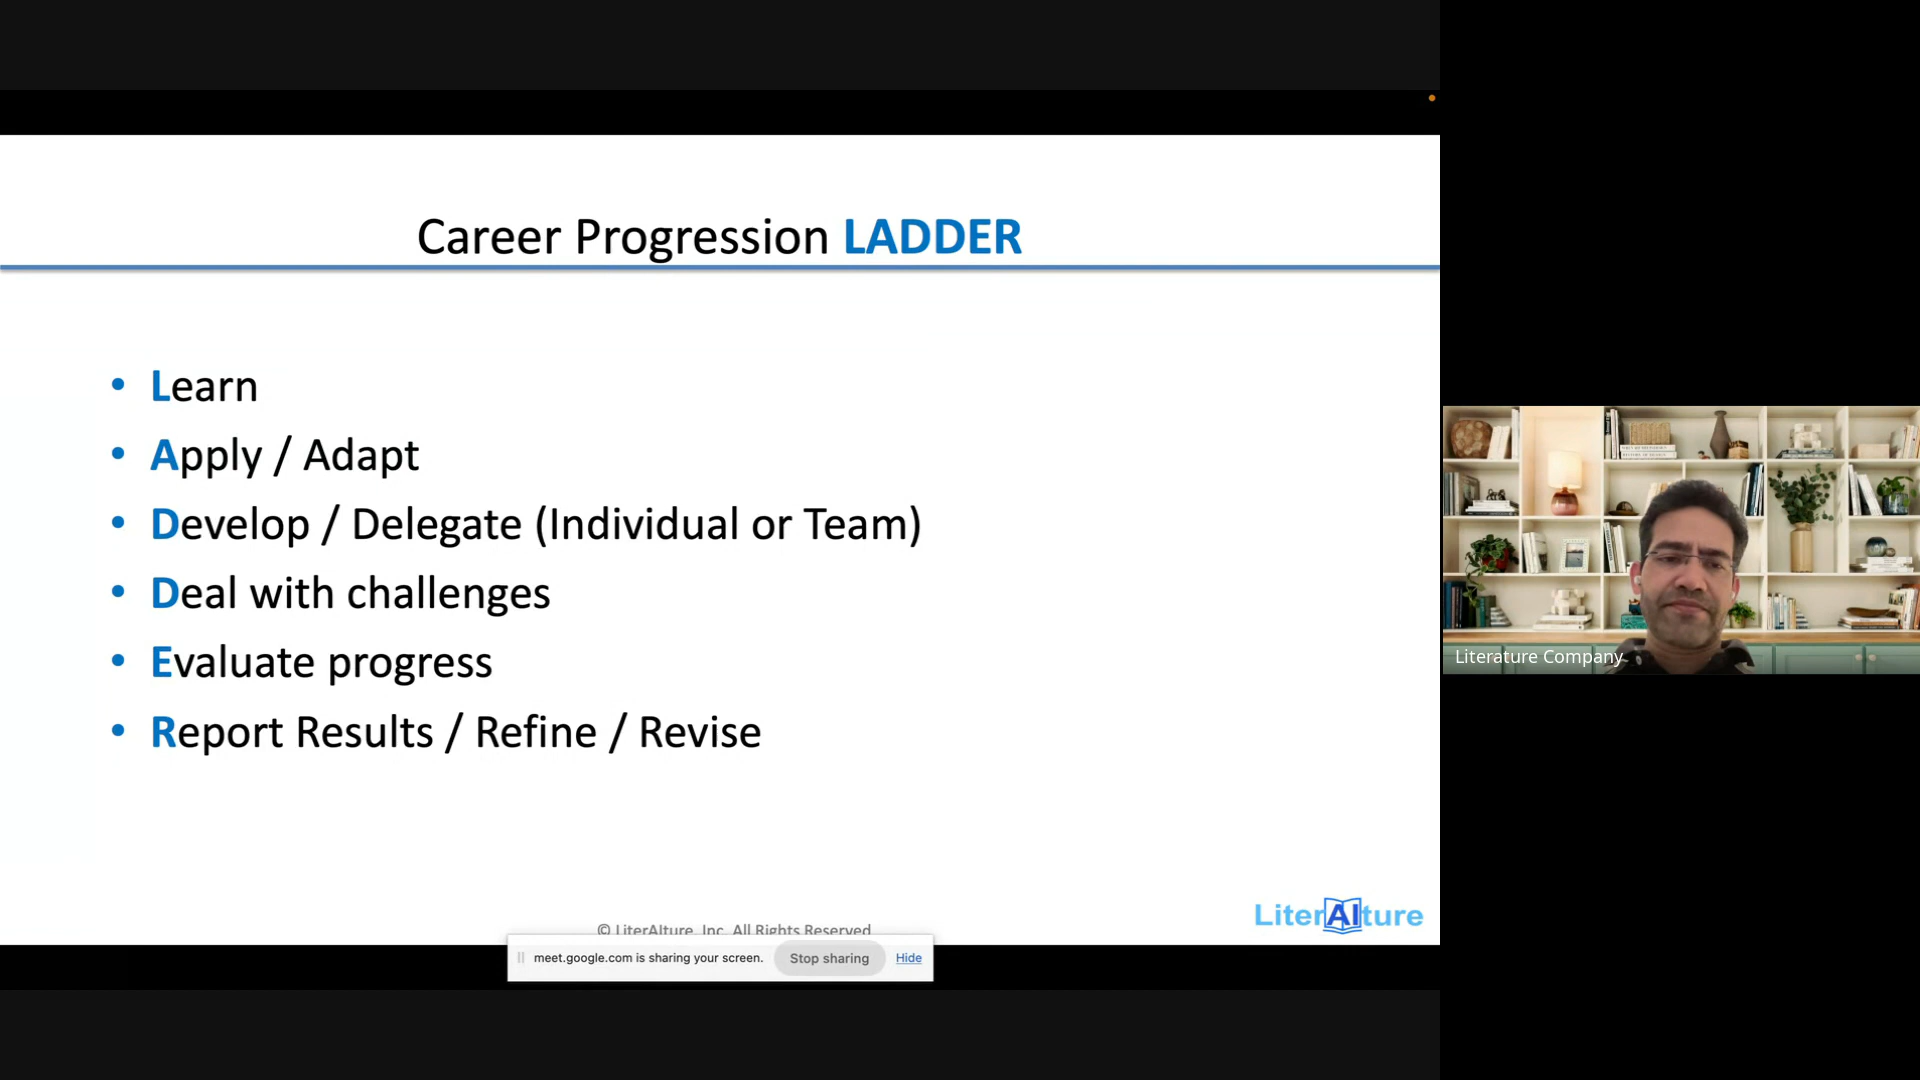 Career Progression LADDER
• Learn
• Apply / Adapt
• Develop / Delegate (Individual or Team)
• Deal with challenges
• Evaluate progress
• Report Results / Refine / Revise
© LiterAIture, Inc. All Rights Reserved
LiterAIture
meet.google.com is sharing your screen.
Stop sharing
Hide
Literature Company